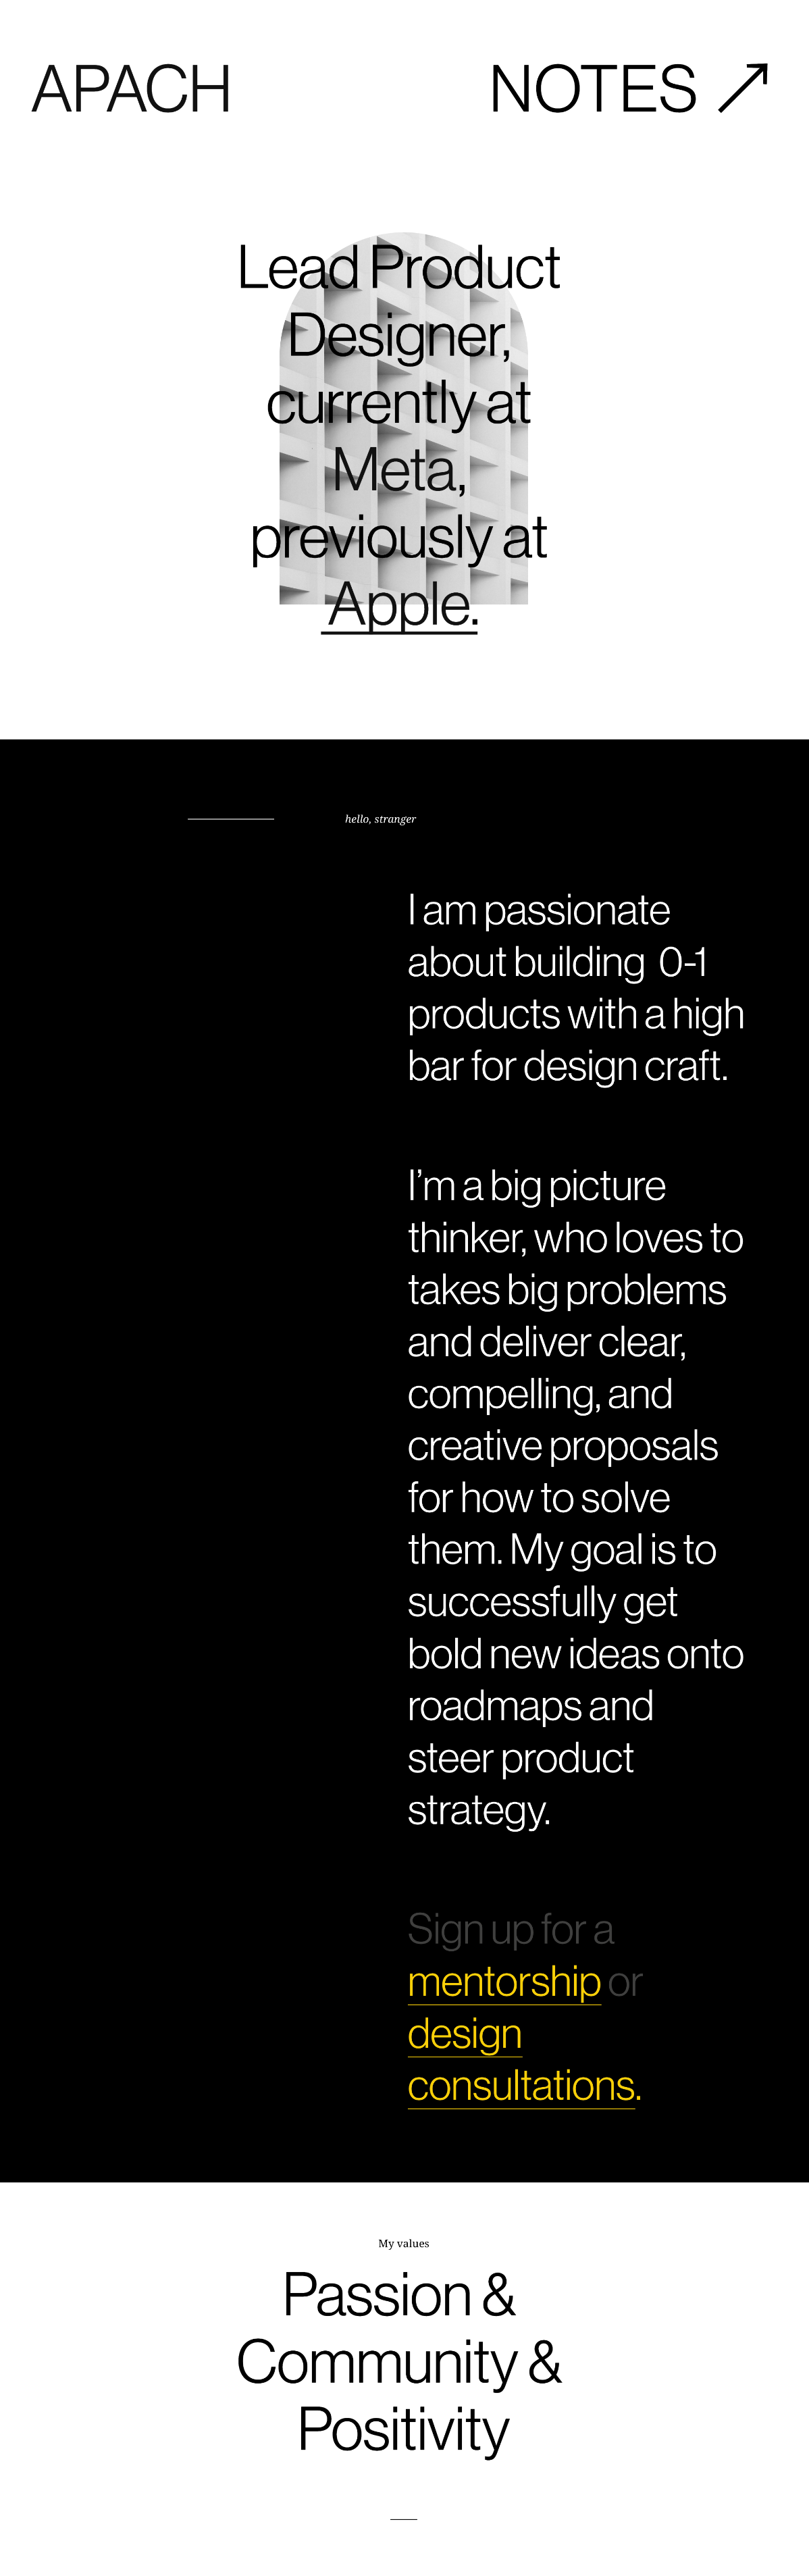 APACH
NOTES ↗
Lead Product
Designer,
currently at
Meta,
previously at
Apple.
hello, stranger
I am passionate
about building  0-1
products with a high
bar for design craft.
I’m a big picture
thinker, who loves to
takes big problems
and deliver clear,
compelling, and
creative proposals
for how to solve
them. My goal is to
successfully get
bold new ideas onto
roadmaps and
steer product
strategy.
Sign up for a
mentorship or
design
consultations.
My values
Passion &
Community &
Positivity